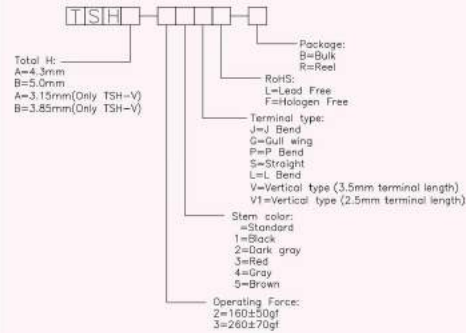 TSH
Package:
B=Bulk
R=Reel
Total H:
A=4.3mm
B=5.0mm
A=3.15mm(Only TSH-V)
B=3.85mm(Only TSH-V)
RoHS:
L=Lead Free
F=Hologen Free
Terminal type:
J=J Bend
G=Gull wing
P=P Bend
S=Straight
L=L Bend
V=Vertical type (3.5mm terminal length)
V1=Vertical type (2.5mm terminal length)
Stem color:
=Standard
1=Black
2=Dark gray
3=Red
4=Gray
5=Brown
Operating Force:
2=160±50gf
3=260±70gf